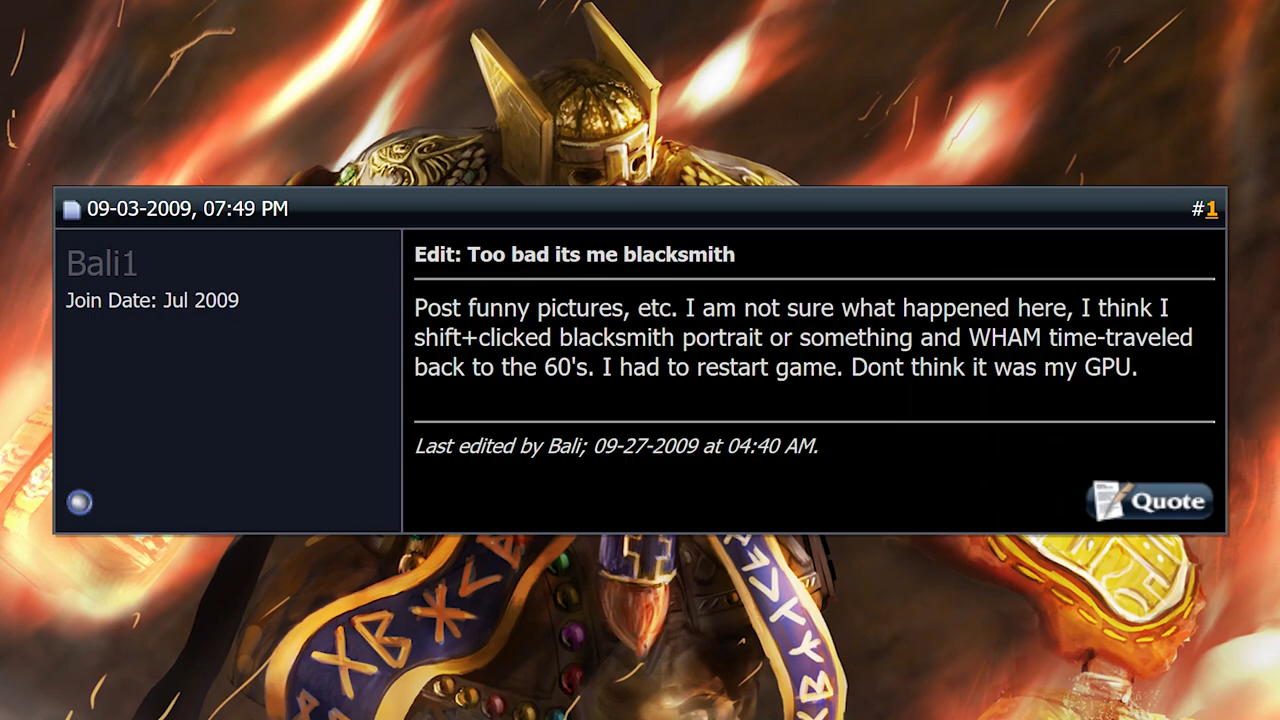 09-03-2009, 07:49 PM
#1
Bali1
Join Date: Jul 2009
Edit: Too bad its me blacksmith
Post funny pictures, etc. I am not sure what happened here, I think I
shift+clicked blacksmith portrait or something and WHAM time-traveled
back to the 60's. I had to restart game. Dont think it was my GPU.
Last edited by Bali; 09-27-2009 at 04:40 AM.
Quote